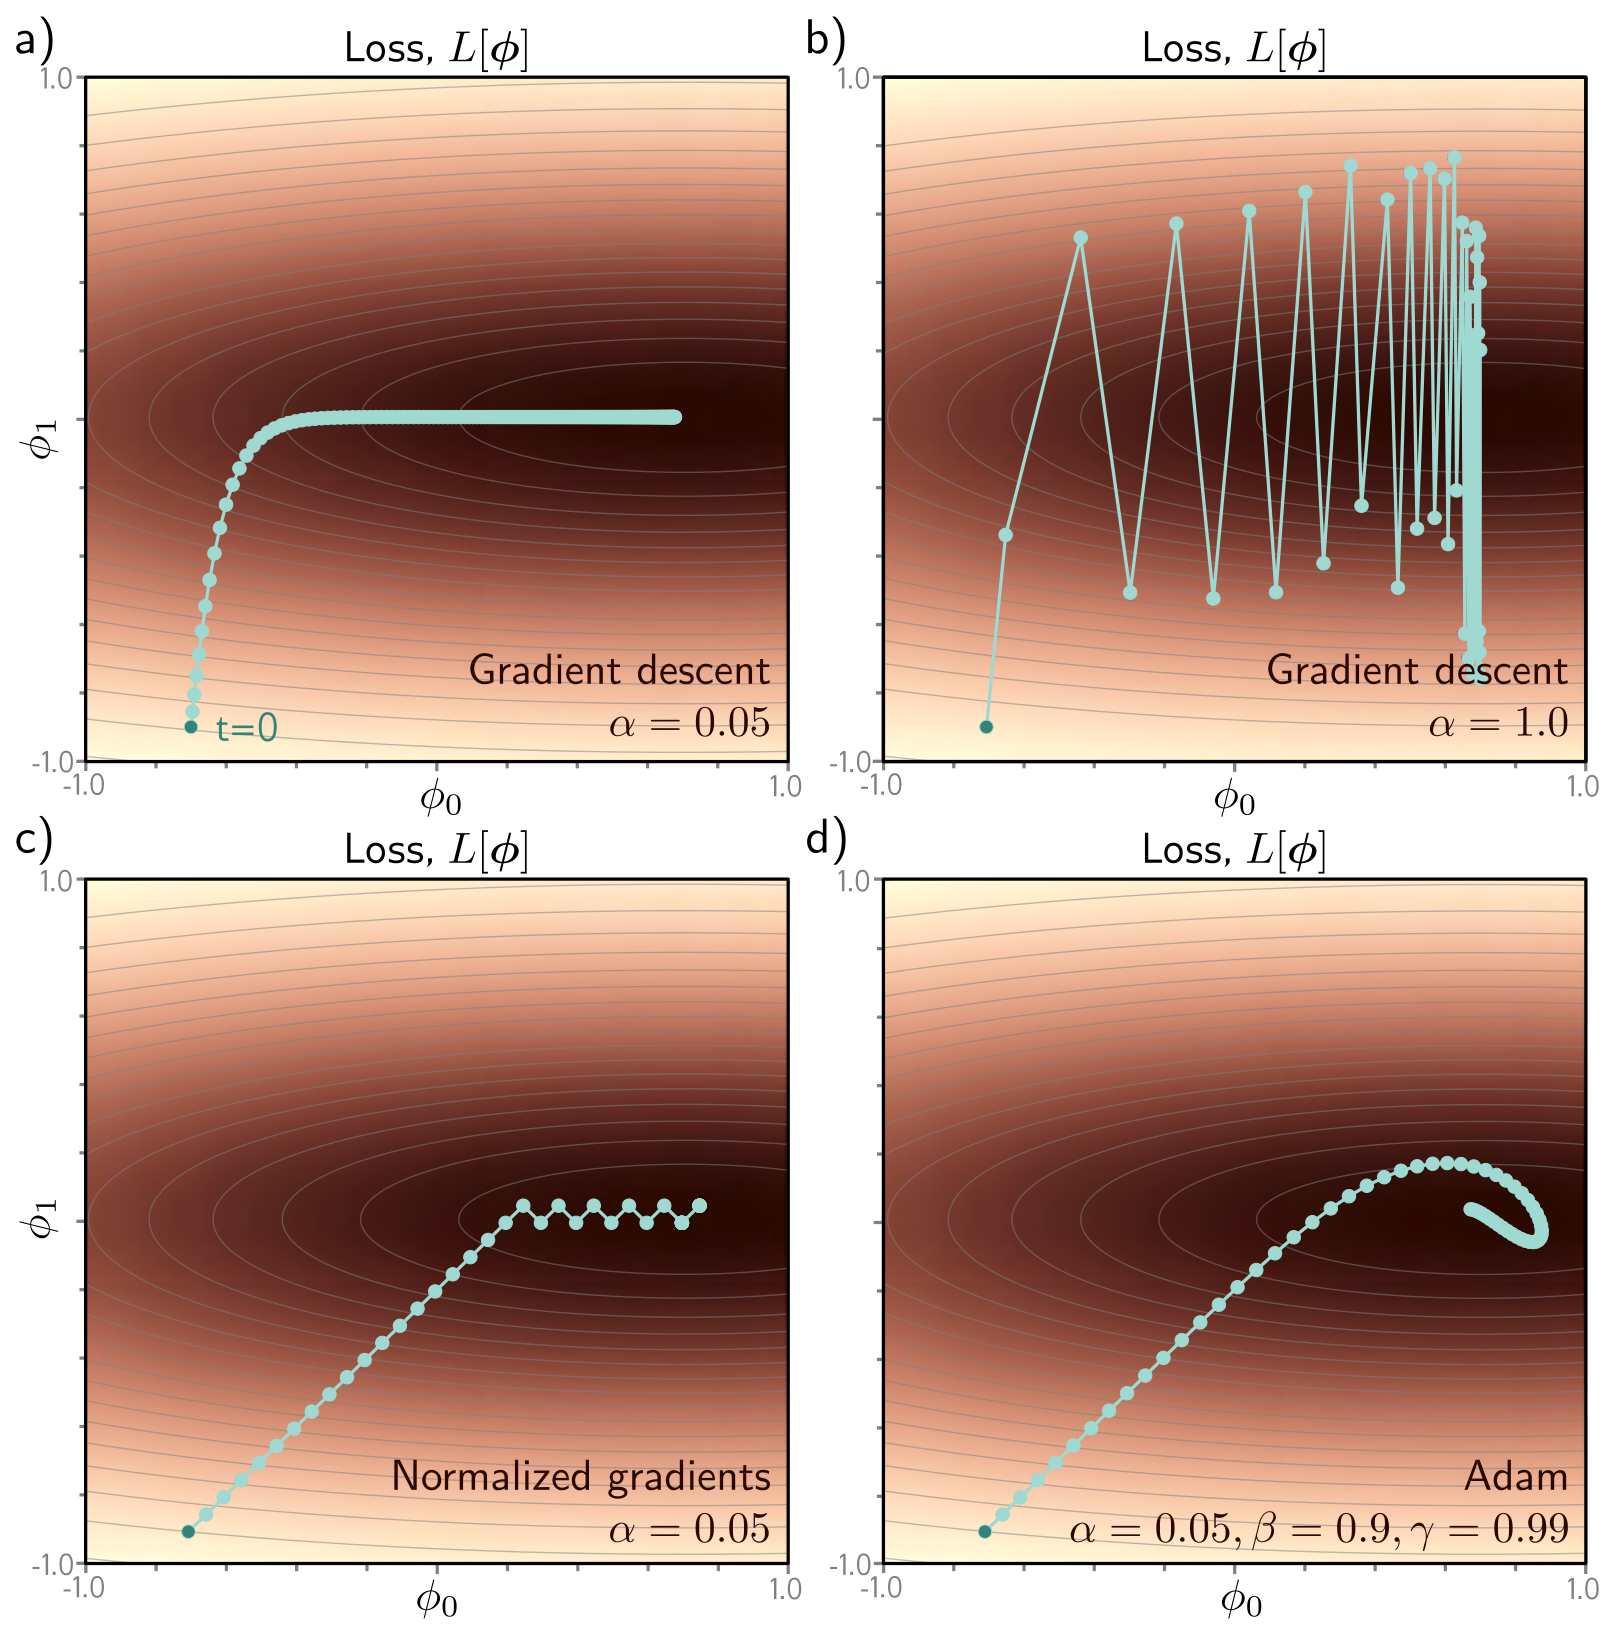 a)
Loss, L[ϕ]
1.0
ϕ₁
Gradient descent
t=0
α = 0.05
-1.0
-1.0
ϕ₀
1.0
b)
Loss, L[ϕ]
1.0
Gradient descent
α = 1.0
-1.0
-1.0
ϕ₀
1.0
c)
Loss, L[ϕ]
1.0
ϕ₁
Normalized gradients
α = 0.05
-1.0
-1.0
ϕ₀
1.0
d)
Loss, L[ϕ]
1.0
Adam
α = 0.05, β = 0.9, γ = 0.99
-1.0
-1.0
ϕ₀
1.0